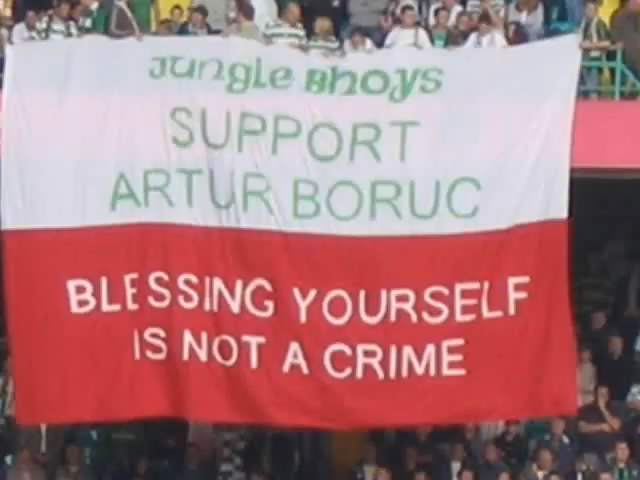 Jungle Bhoys
SUPPORT
ARTUR BORUC
BLESSING YOURSELF
IS NOT A CRIME